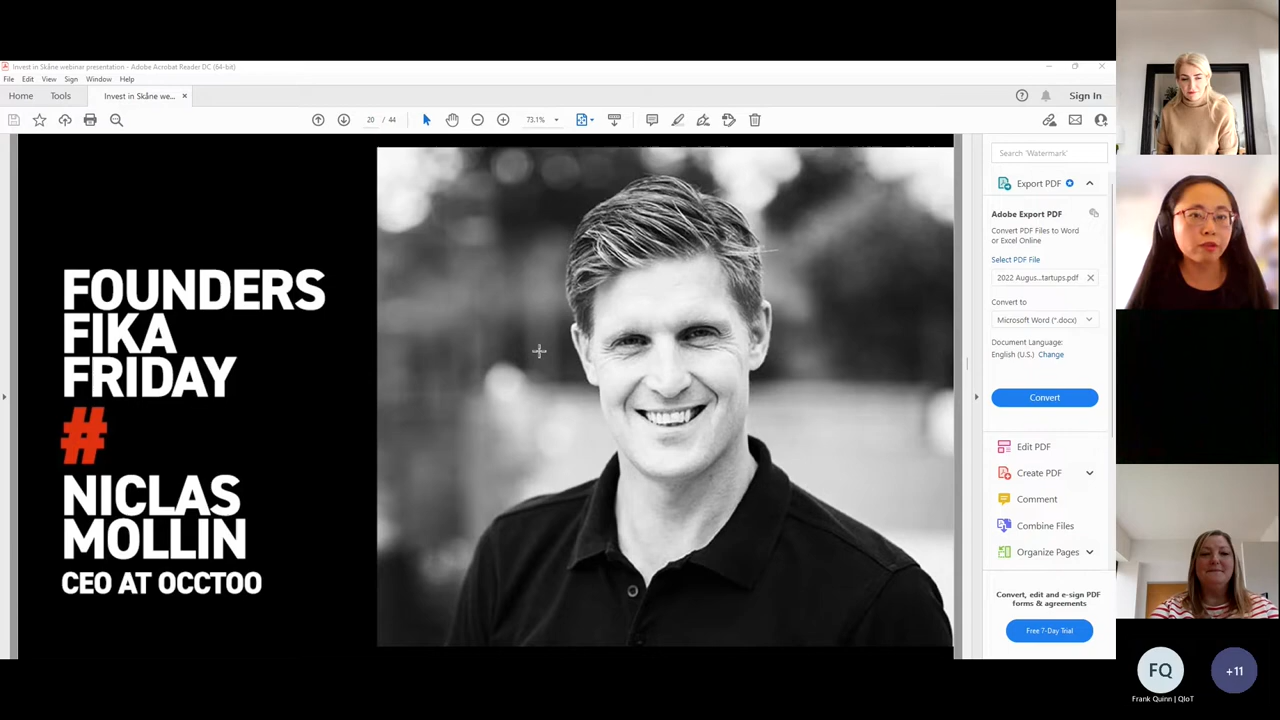 Invest in Skåne webinar presentation - Adobe Acrobat Reader DC (64-bit)
File Edit View Sign Window Help
Home Tools Invest in Skåne we... × Sign In
20 / 44 73.1%
FOUNDERS
FIKA
FRIDAY
#
NICLAS
MOLLIN
CEO AT OCCTOO
Search 'Watermark'
Export PDF
Adobe Export PDF
Convert PDF Files to Word
or Excel Online
Select PDF File
2022 Augus...tartups.pdf
Convert to
Microsoft Word (*.docx)
Document Language:
English (U.S.) Change
Convert
Edit PDF
Create PDF
Comment
Combine Files
Organize Pages
Convert, edit and e-sign PDF
forms & agreements
Free 7-Day Trial
FQ
+11
Frank Quinn | QIoT